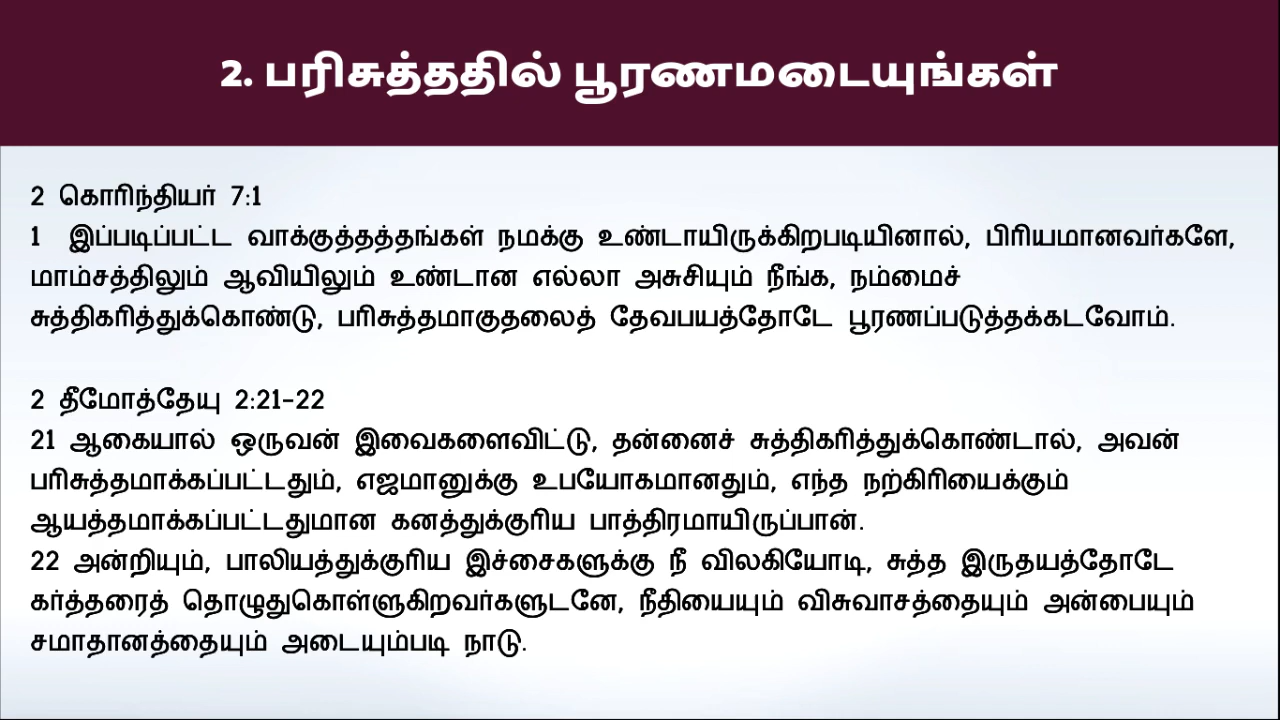 2. பரிசுத்ததில் பூரணமடையுங்கள்
2 கொரிந்தியர் 7:1
1 இப்படிப்பட்ட வாக்குத்தத்தங்கள் நமக்கு உண்டாயிருக்கிறபடியினால், பிரியமானவர்களே,
மாம்சத்திலும் ஆவியிலும் உண்டான எல்லா அசுசியும் நீங்க, நம்மைச்
சுத்திகரித்துக்கொண்டு, பரிசுத்தமாகுதலைத் தேவபயத்தோடே பூரணப்படுத்தக்கடவோம்.
2 தீமோத்தேயு 2:21-22
21 ஆகையால் ஒருவன் இவைகளைவிட்டு, தன்னைச் சுத்திகரித்துக்கொண்டால், அவன்
பரிசுத்தமாக்கப்பட்டதும், எஜமானுக்கு உபயோகமானதும், எந்த நற்கிரியைக்கும்
ஆயத்தமாக்கப்பட்டதுமான கனத்துக்குரிய பாத்திரமாயிருப்பான்.
22 அன்றியும், பாலியத்துக்குரிய இச்சைகளுக்கு நீ விலகியோடி, சுத்த இருதயத்தோடே
கர்த்தரைத் தொழுதுகொள்ளுகிறவர்களுடனே, நீதியையும் விசுவாசத்தையும் அன்பையும்
சமாதானத்தையும் அடையும்படி நாடு.